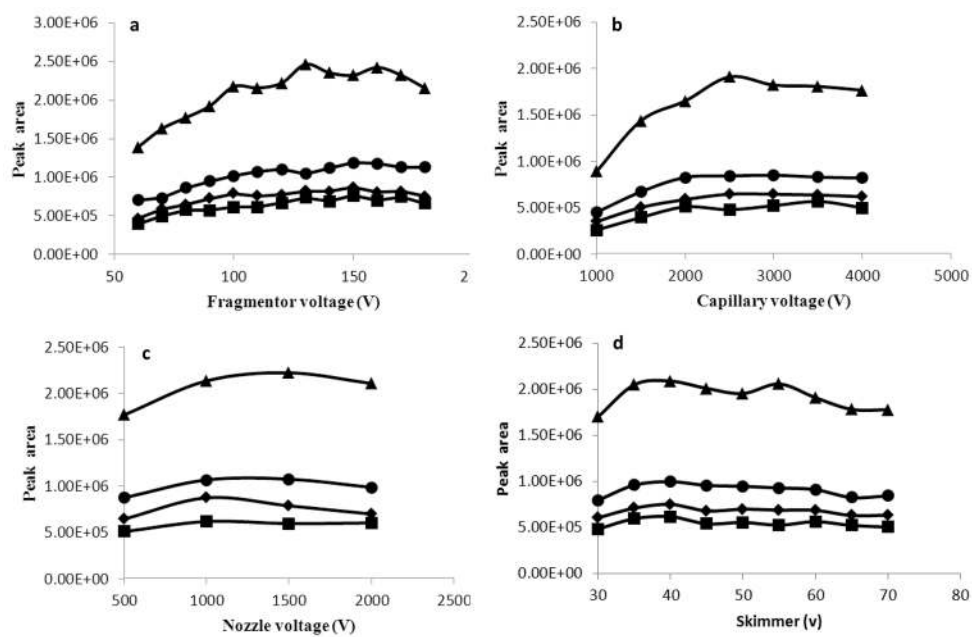 a
3.00E+06
2.50E+06
2.00E+06
1.50E+06
1.00E+06
5.00E+05
0.00E+00
Peak area
50 100 150 2
Fragmentor voltage (V)
b
2.50E+06
2.00E+06
1.50E+06
1.00E+06
5.00E+05
0.00E+00
Peak area
1000 2000 3000 4000 5000
Capillary voltage (V)
c
2.50E+06
2.00E+06
1.50E+06
1.00E+06
5.00E+05
0.00E+00
Peak area
500 1000 1500 2000 2500
Nozzle voltage (V)
d
2.50E+06
2.00E+06
1.50E+06
1.00E+06
5.00E+05
0.00E+00
Peak area
30 40 50 60 70 80
Skimmer (v)